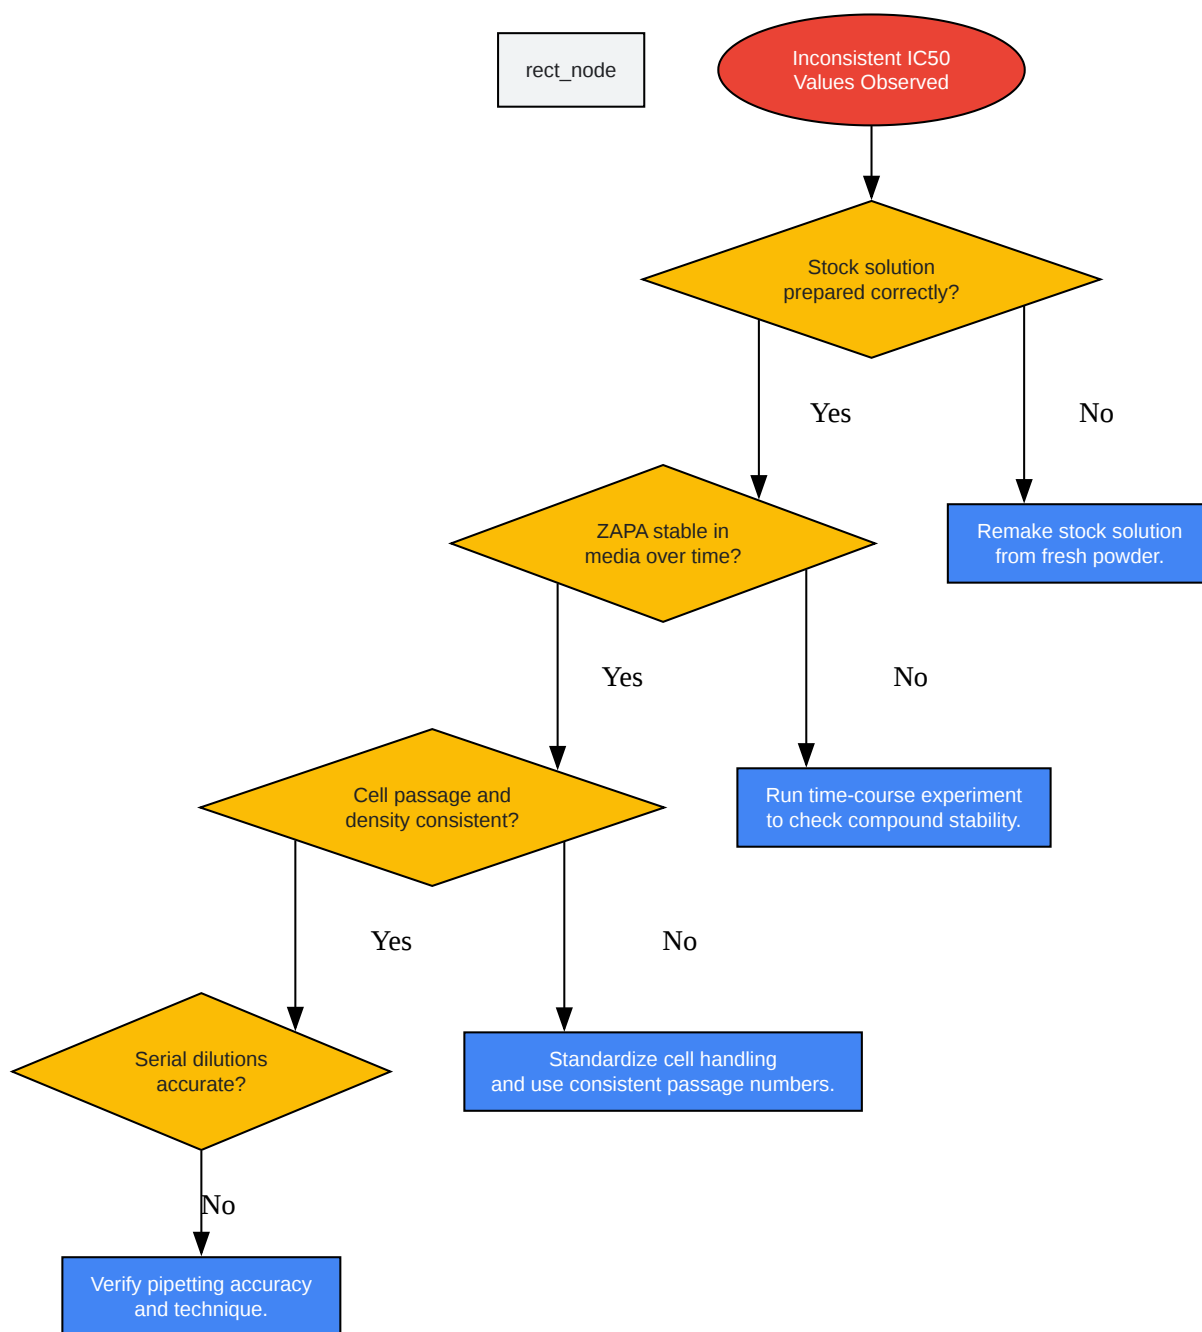 rect_node
Inconsistent IC50
Values Observed
Stock solution
prepared correctly?
Yes
No
ZAPA stable in
media over time?
Remake stock solution
from fresh powder.
Yes
No
Cell passage and
density consistent?
Run time-course experiment
to check compound stability.
Yes
No
Serial dilutions
accurate?
Standardize cell handling
and use consistent passage numbers.
No
Verify pipetting accuracy
and technique.